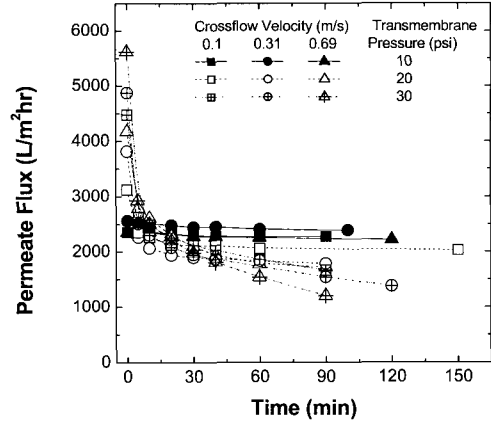 Crossflow Velocity (m/s) Transmembrane
0.1 0.31 0.69 Pressure (psi)
10
20
30
6000
5000
4000
3000
2000
1000
0
0 30 60 90 120 150
Permeate Flux (L/m²hr)
Time (min)